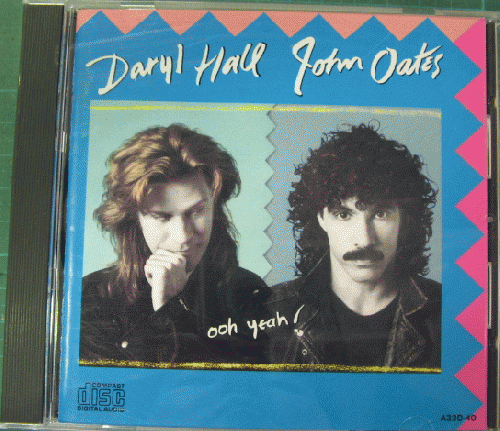 Daryl Hall John Oates
ooh yeah!
COMPACT
disc
DIGITAL AUDIO
A32D-40